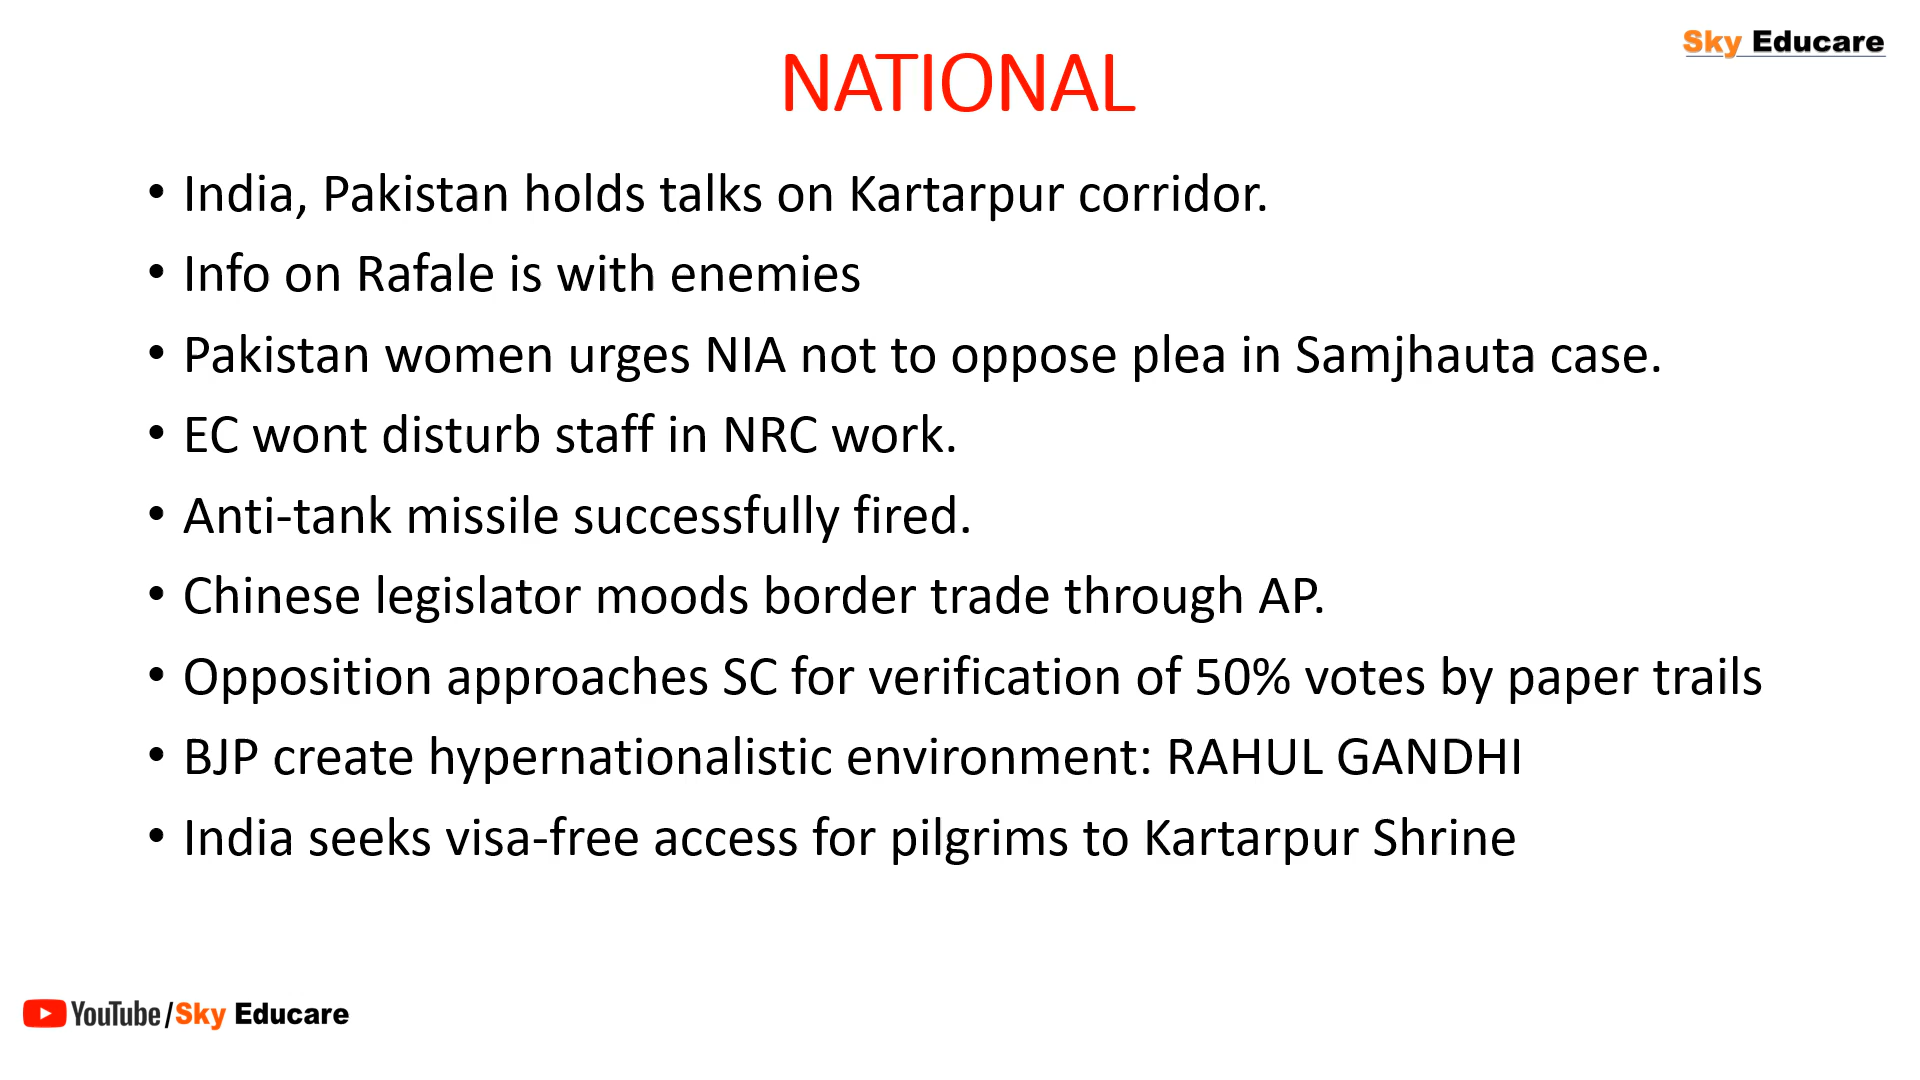 Sky Educare
NATIONAL
• India, Pakistan holds talks on Kartarpur corridor.
• Info on Rafale is with enemies
• Pakistan women urges NIA not to oppose plea in Samjhauta case.
• EC wont disturb staff in NRC work.
• Anti-tank missile successfully fired.
• Chinese legislator moods border trade through AP.
• Opposition approaches SC for verification of 50% votes by paper trails
• BJP create hypernationalistic environment: RAHUL GANDHI
• India seeks visa-free access for pilgrims to Kartarpur Shrine
YouTube/Sky Educare